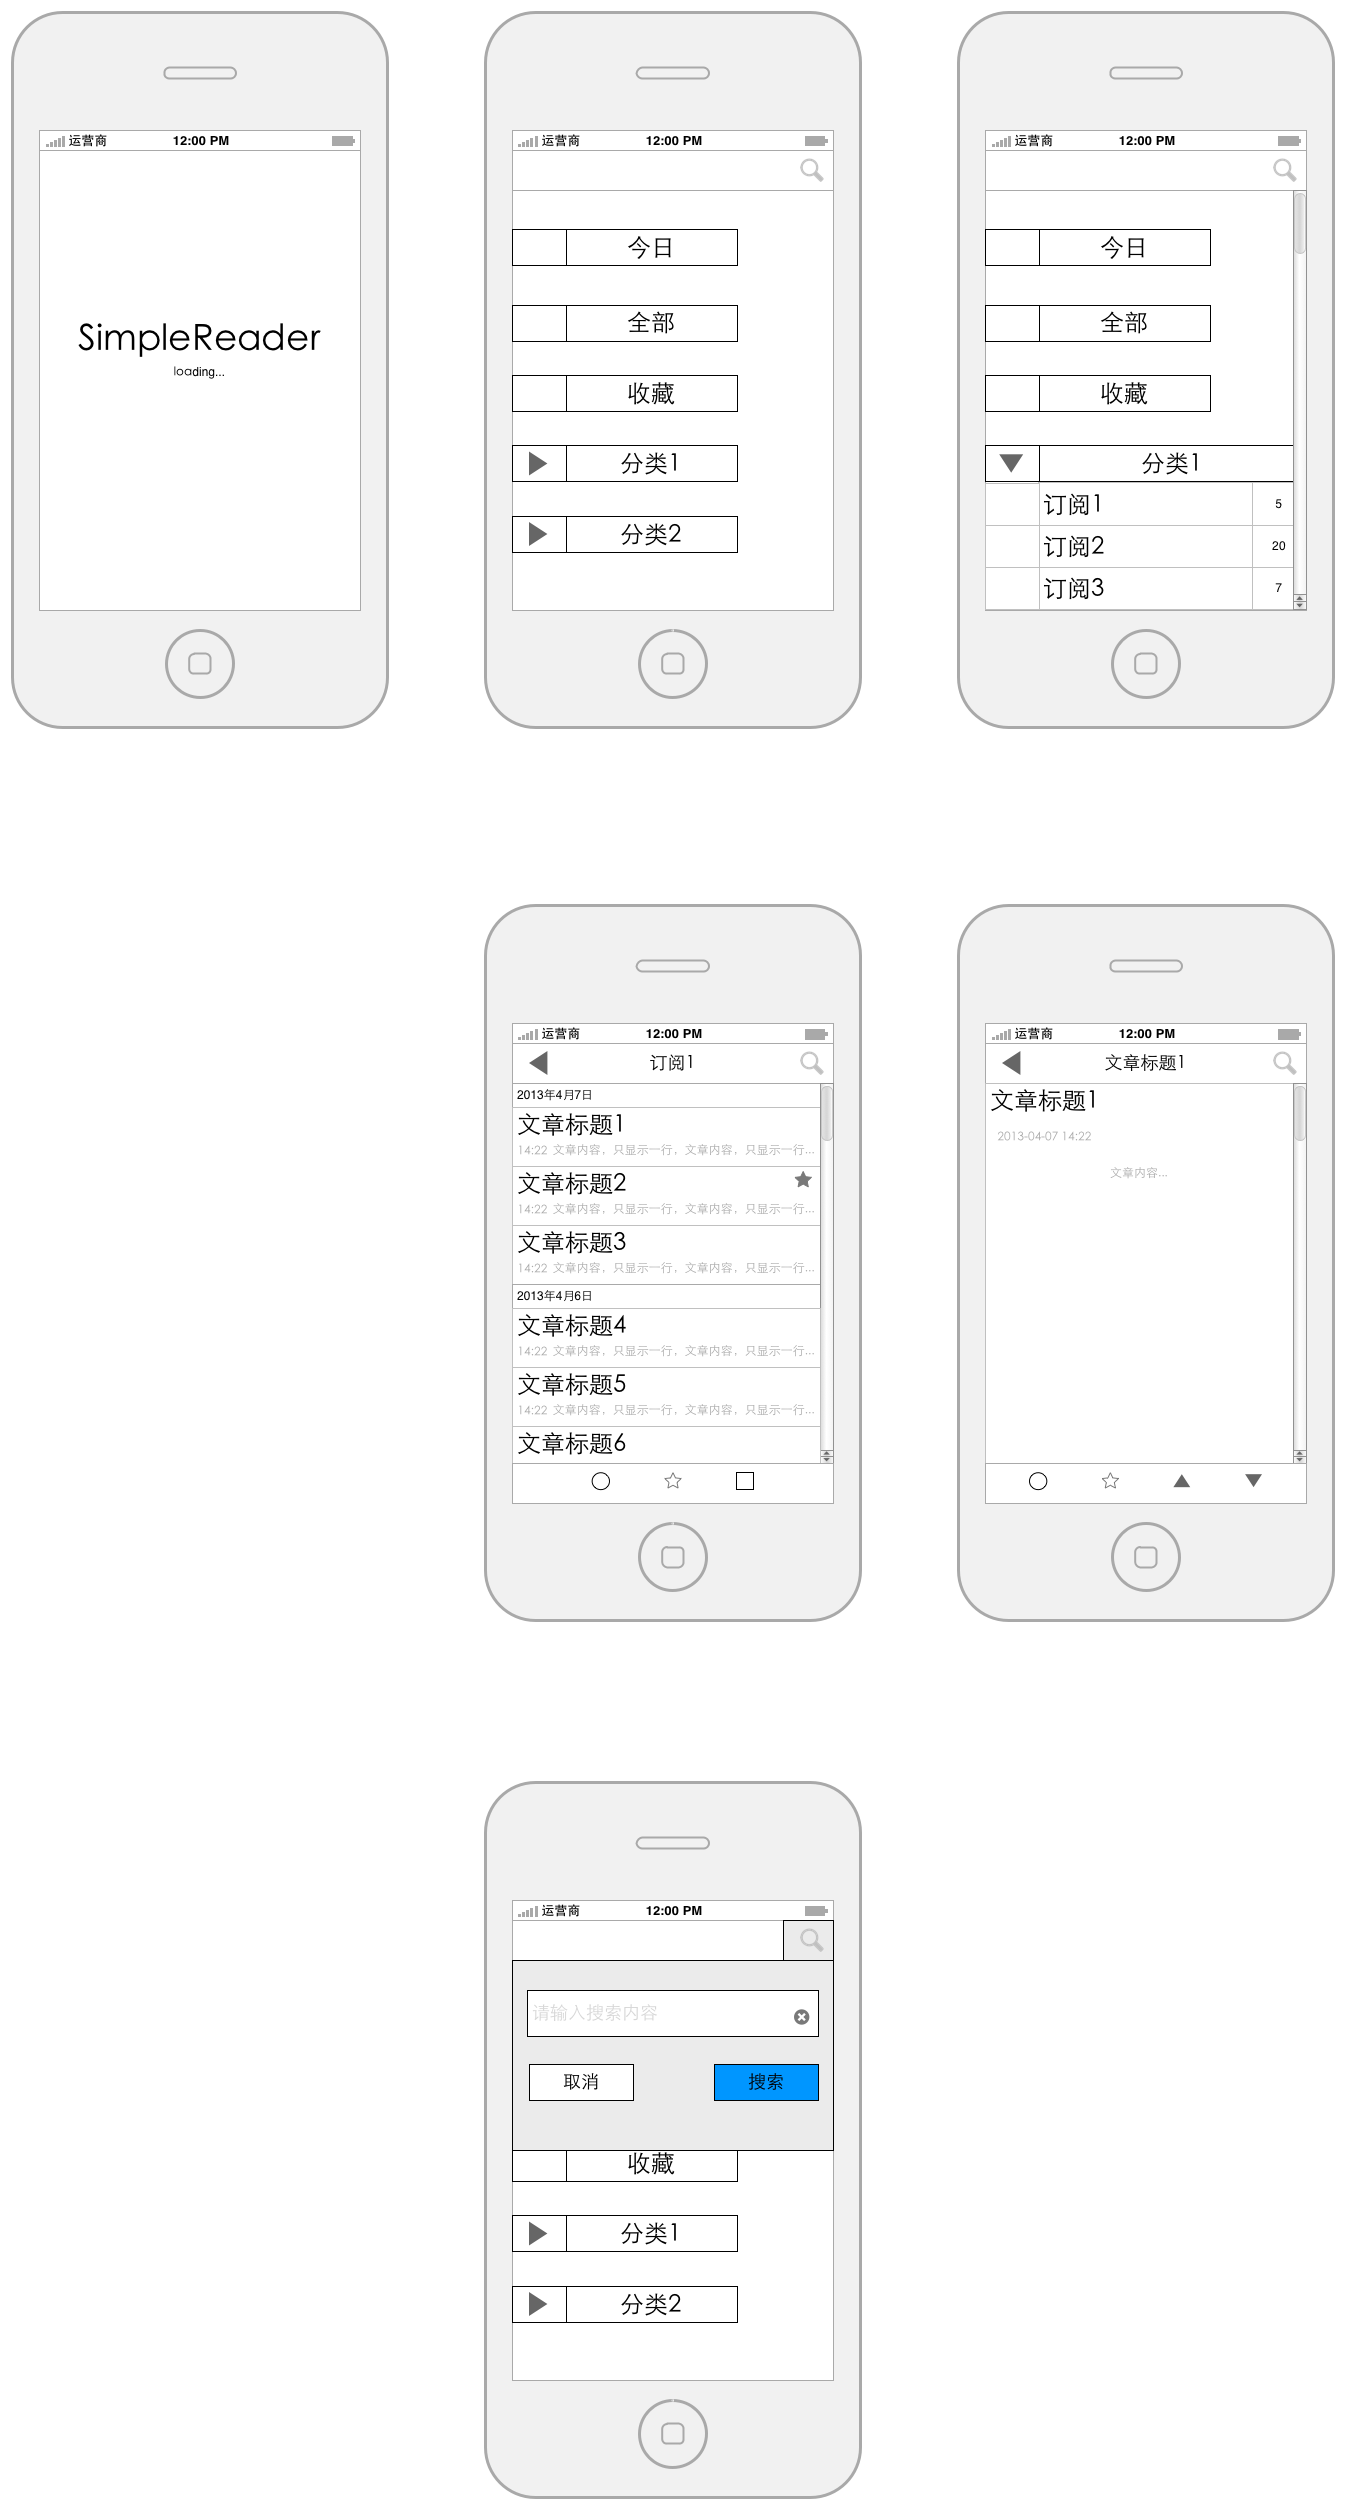 运营商 12:00 PM
SimpleReader
loading...
运营商 12:00 PM
今日
全部
收藏
分类1
分类2
运营商 12:00 PM
今日
全部
收藏
分类1
订阅1 5
订阅2 20
订阅3 7
运营商 12:00 PM
订阅1
2013年4月7日
文章标题1
14:22 文章内容，只显示一行，文章内容，只显示一行...
文章标题2
14:22 文章内容，只显示一行，文章内容，只显示一行...
文章标题3
14:22 文章内容，只显示一行，文章内容，只显示一行...
2013年4月6日
文章标题4
14:22 文章内容，只显示一行，文章内容，只显示一行...
文章标题5
14:22 文章内容，只显示一行，文章内容，只显示一行...
文章标题6
运营商 12:00 PM
文章标题1
文章标题1
2013-04-07 14:22
文章内容...
运营商 12:00 PM
请输入搜索内容
取消 搜索
收藏
分类1
分类2